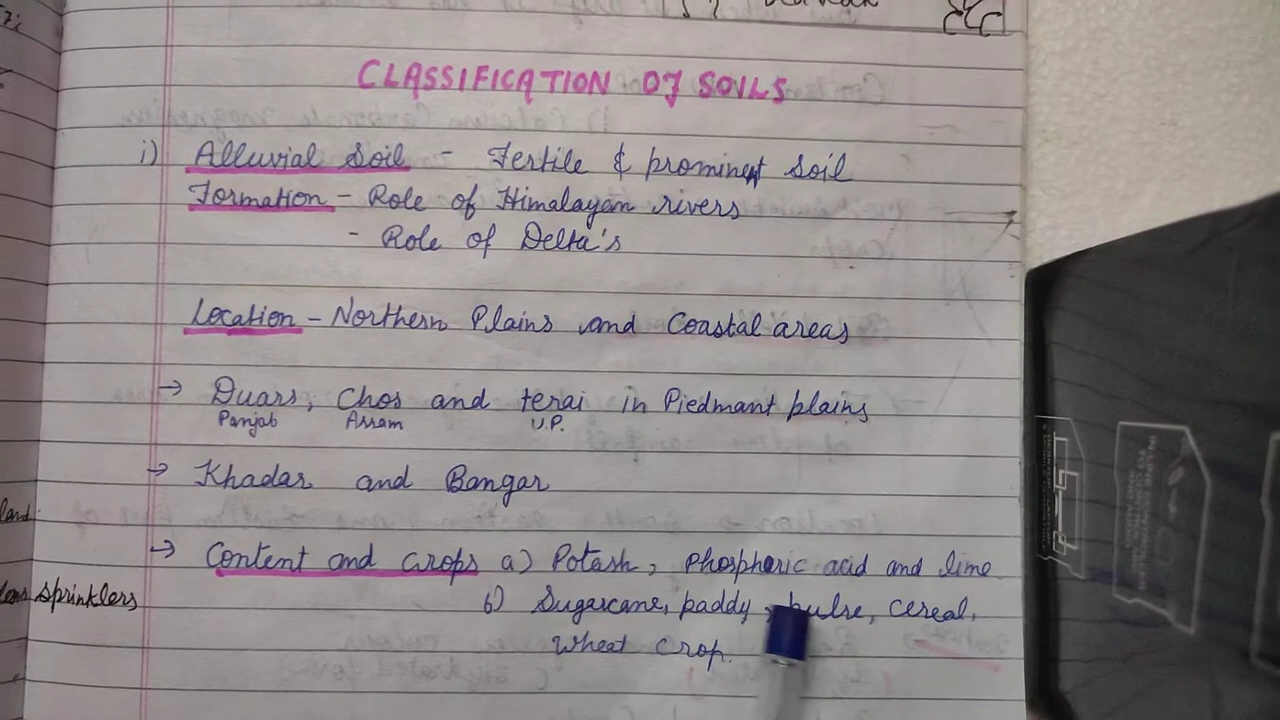 CLASSIFICATION OF SOILS
i) Alluvial Soil - Fertile & prominent soil
Formation - Role of Himalayan rivers
- Role of Delta's
Location - Northern Plains and Coastal areas
→ Duars, Chos and terai in Piedmant plains
Panjab Assam U.P.
→ Khadar and Bangar
→ Content and crops a) Potash, Phosphoric acid and lime
b) Sugarcane, paddy, pulse, cereal,
Wheat Crop.
sprinklers